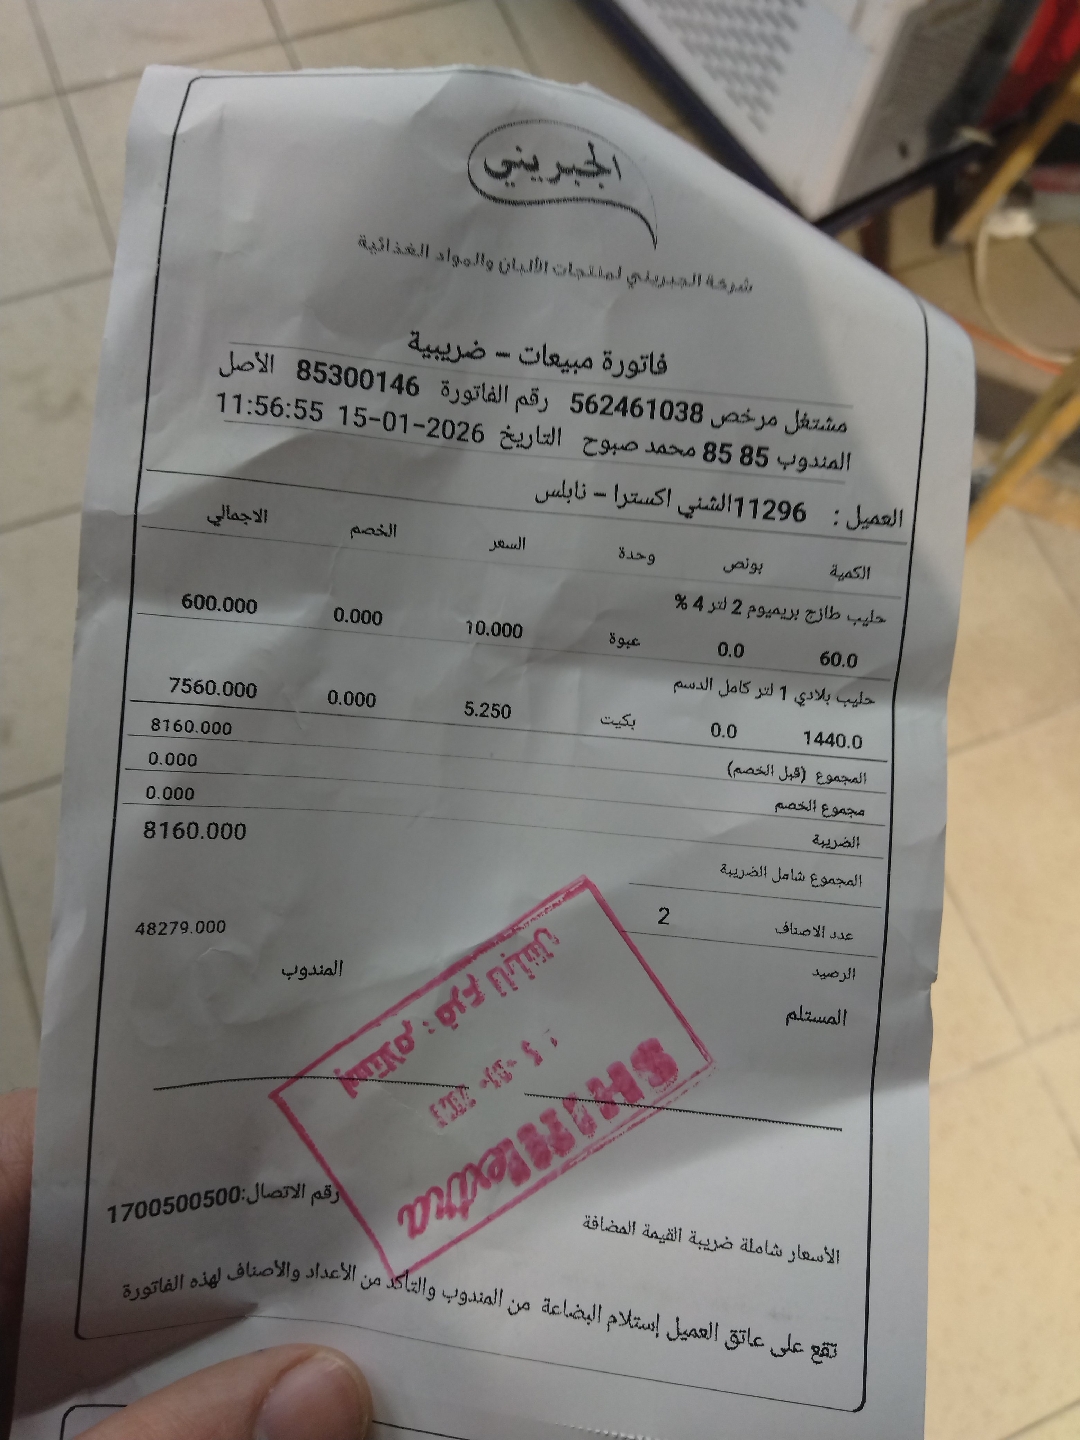 الجبريني
شركة الجبريني لمنتجات الألبان والمواد الغذائية
فاتورة مبيعات - ضريبية
مشتغل مرخص 562461038 رقم الفاتورة 85300146 الأصل
المندوب 85 85 محمد صبوح التاريخ 15-01-2026 11:56:55
العميل : 11296الشني اكسترا - نابلس
الكمية بونص وحدة السعر الخصم الاجمالي
حليب طازج بريميوم 2 لتر 4 %
60.0 0.0 عبوة 10.000 0.000 600.000
حليب بلادي 1 لتر كامل الدسم
1440.0 0.0 بكيت 5.250 0.000 7560.000
المجموع (قبل الخصم) 8160.000
مجموع الخصم 0.000
الضريبة 0.000
المجموع شامل الضريبة 8160.000
عدد الاصناف 2
الرصيد 48279.000
المستلم المندوب
إستلام : فرع نابلس
SHINIextra
رقم الاتصال:1700500500
الأسعار شاملة ضريبة القيمة المضافة
تقع على عاتق العميل إستلام البضاعة من المندوب والتأكد من الأعداد والأصناف لهذه الفاتورة